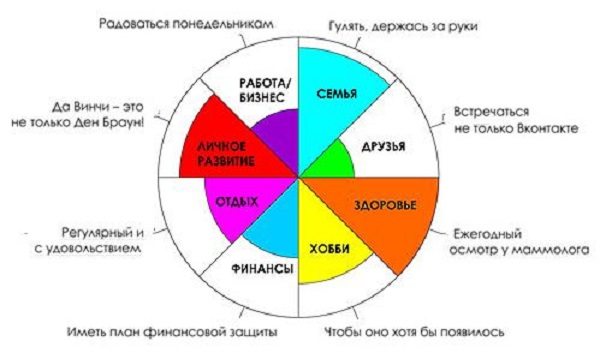 Радоваться понедельникам
Гулять, держась за руки
РАБОТА/
БИЗНЕС
СЕМЬЯ
Да Винчи – это
не только Ден Браун!
Встречаться
не только Вконтакте
ЛИЧНОЕ
РАЗВИТИЕ
ДРУЗЬЯ
ОТДЫХ
ЗДОРОВЬЕ
Регулярный и
с удовольствием
Ежегодный
осмотр у маммолога
ФИНАНСЫ
ХОББИ
Иметь план финансовой защиты
Чтобы оно хотя бы появилось